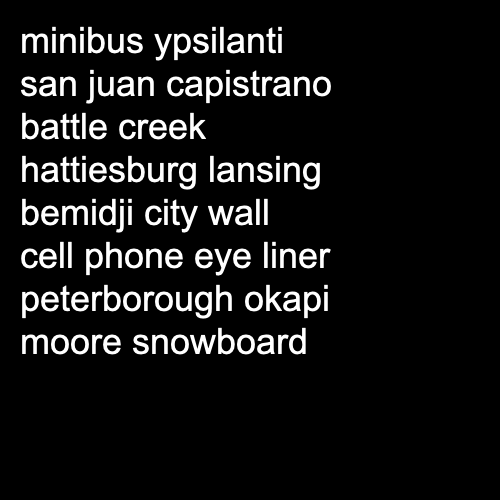 minibus ypsilanti
san juan capistrano
battle creek
hattiesburg lansing
bemidji city wall
cell phone eye liner
peterborough okapi
moore snowboard